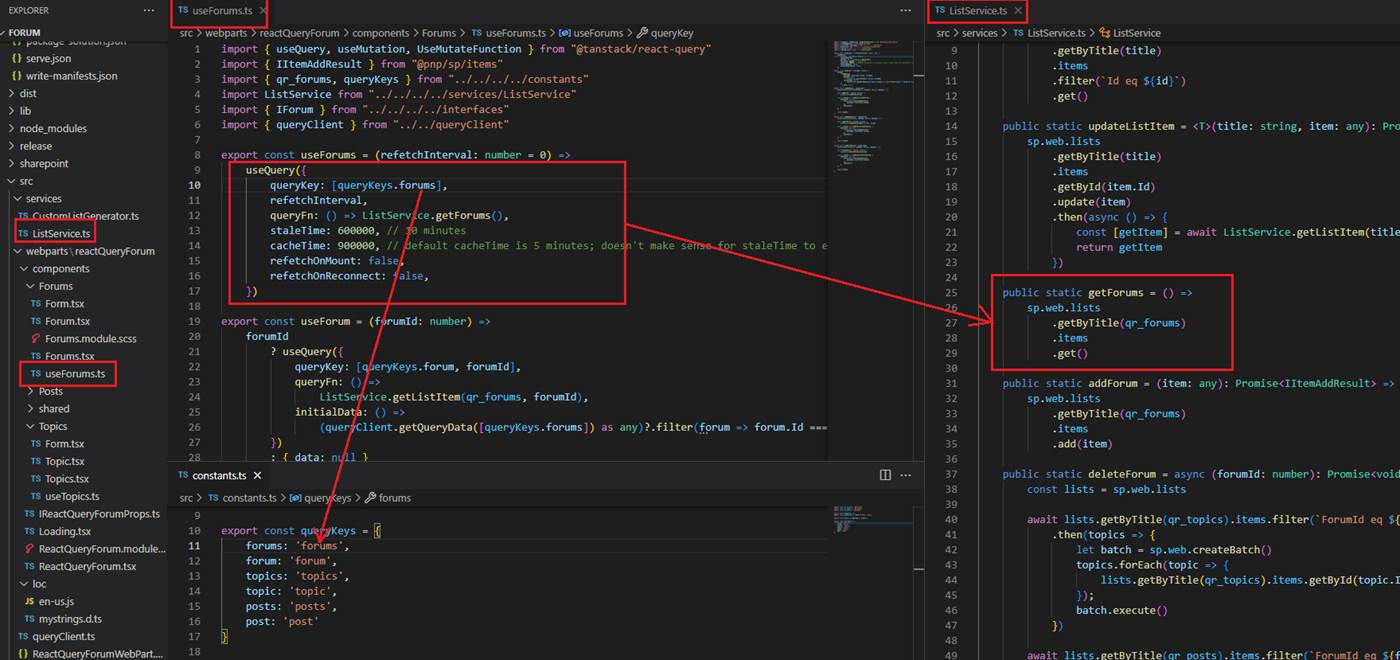 EXPLORER
FORUM
package-solution.json
serve.json
write-manifests.json
dist
lib
node_modules
release
sharepoint
src
services
CustomListGenerator.ts
TS ListService.ts
webparts \ reactQueryForum
components
Forums
TS Form.tsx
TS Forum.tsx
Forums.module.scss
TS Forums.tsx
TS useForums.ts
Posts
shared
Topics
TS Form.tsx
TS Topic.tsx
TS Topics.tsx
TS useTopics.ts
TS IReactQueryForumProps.ts
TS Loading.tsx
ReactQueryForum.module...
TS ReactQueryForum.tsx
loc
JS en-us.js
TS mystrings.d.ts
TS queryClient.ts
{} ReactQueryForumWebPart....
TS useForums.ts
src > webparts > reactQueryForum > components > Forums > TS useForums.ts > useForums > queryKey
1 import { useQuery, useMutation, UseMutateFunction } from "@tanstack/react-query"
2 import { IItemAddResult } from "@pnp/sp/items"
3 import { qr_forums, queryKeys } from "../../../../constants"
4 import ListService from "../../../../services/ListService"
5 import { IForum } from "../../../../interfaces"
6 import { queryClient } from "../../queryClient"
7
8 export const useForums = (refetchInterval: number = 0) =>
9 useQuery({
10 queryKey: [queryKeys.forums],
11 refetchInterval,
12 queryFn: () => ListService.getForums(),
13 staleTime: 600000, // 10 minutes
14 cacheTime: 900000, // default cacheTime is 5 minutes; doesn't make sense for staleTime to e
15 refetchOnMount: false,
16 refetchOnReconnect: false,
17 })
18
19 export const useForum = (forumId: number) =>
20 forumId
21 ? useQuery({
22 queryKey: [queryKeys.forum, forumId],
23 queryFn: () =>
24 ListService.getListItem(qr_forums, forumId),
25 initialData: () =>
26 (queryClient.getQueryData([queryKeys.forums]) as any)?.filter(forum => forum.Id ===
27 })
28 : { data: null }
TS constants.ts
src > TS constants.ts > queryKeys > forums
9
10 export const queryKeys = {
11 forums: 'forums',
12 forum: 'forum',
13 topics: 'topics',
14 topic: 'topic',
15 posts: 'posts',
16 post: 'post'
17 }
18
TS ListService.ts
src > services > TS ListService.ts > ListService
9 .getByTitle(title)
10 .items
11 .filter(`Id eq ${id}`)
12 .get()
13
14 public static updateListItem = <T>(title: string, item: any): Pro
15 sp.web.lists
16 .getByTitle(title)
17 .items
18 .getById(item.Id)
19 .update(item)
20 .then(async () => {
21 const [getItem] = await ListService.getListItem(title
22 return getItem
23 })
24
25 public static getForums = () =>
26 sp.web.lists
27 .getByTitle(qr_forums)
28 .items
29 .get()
30
31 public static addForum = (item: any): Promise<IItemAddResult> =>
32 sp.web.lists
33 .getByTitle(qr_forums)
34 .items
35 .add(item)
36
37 public static deleteForum = async (forumId: number): Promise<void
38 const lists = sp.web.lists
39
40 await lists.getByTitle(qr_topics).items.filter(`ForumId eq ${
41 .then(topics => {
42 let batch = sp.web.createBatch()
43 topics.forEach(topic => {
44 lists.getByTitle(qr_topics).items.getById(topic.I
45 });
46 batch.execute()
47 })
48
49 await lists.getByTitle(qr_posts).items.filter(`ForumId eq ${f